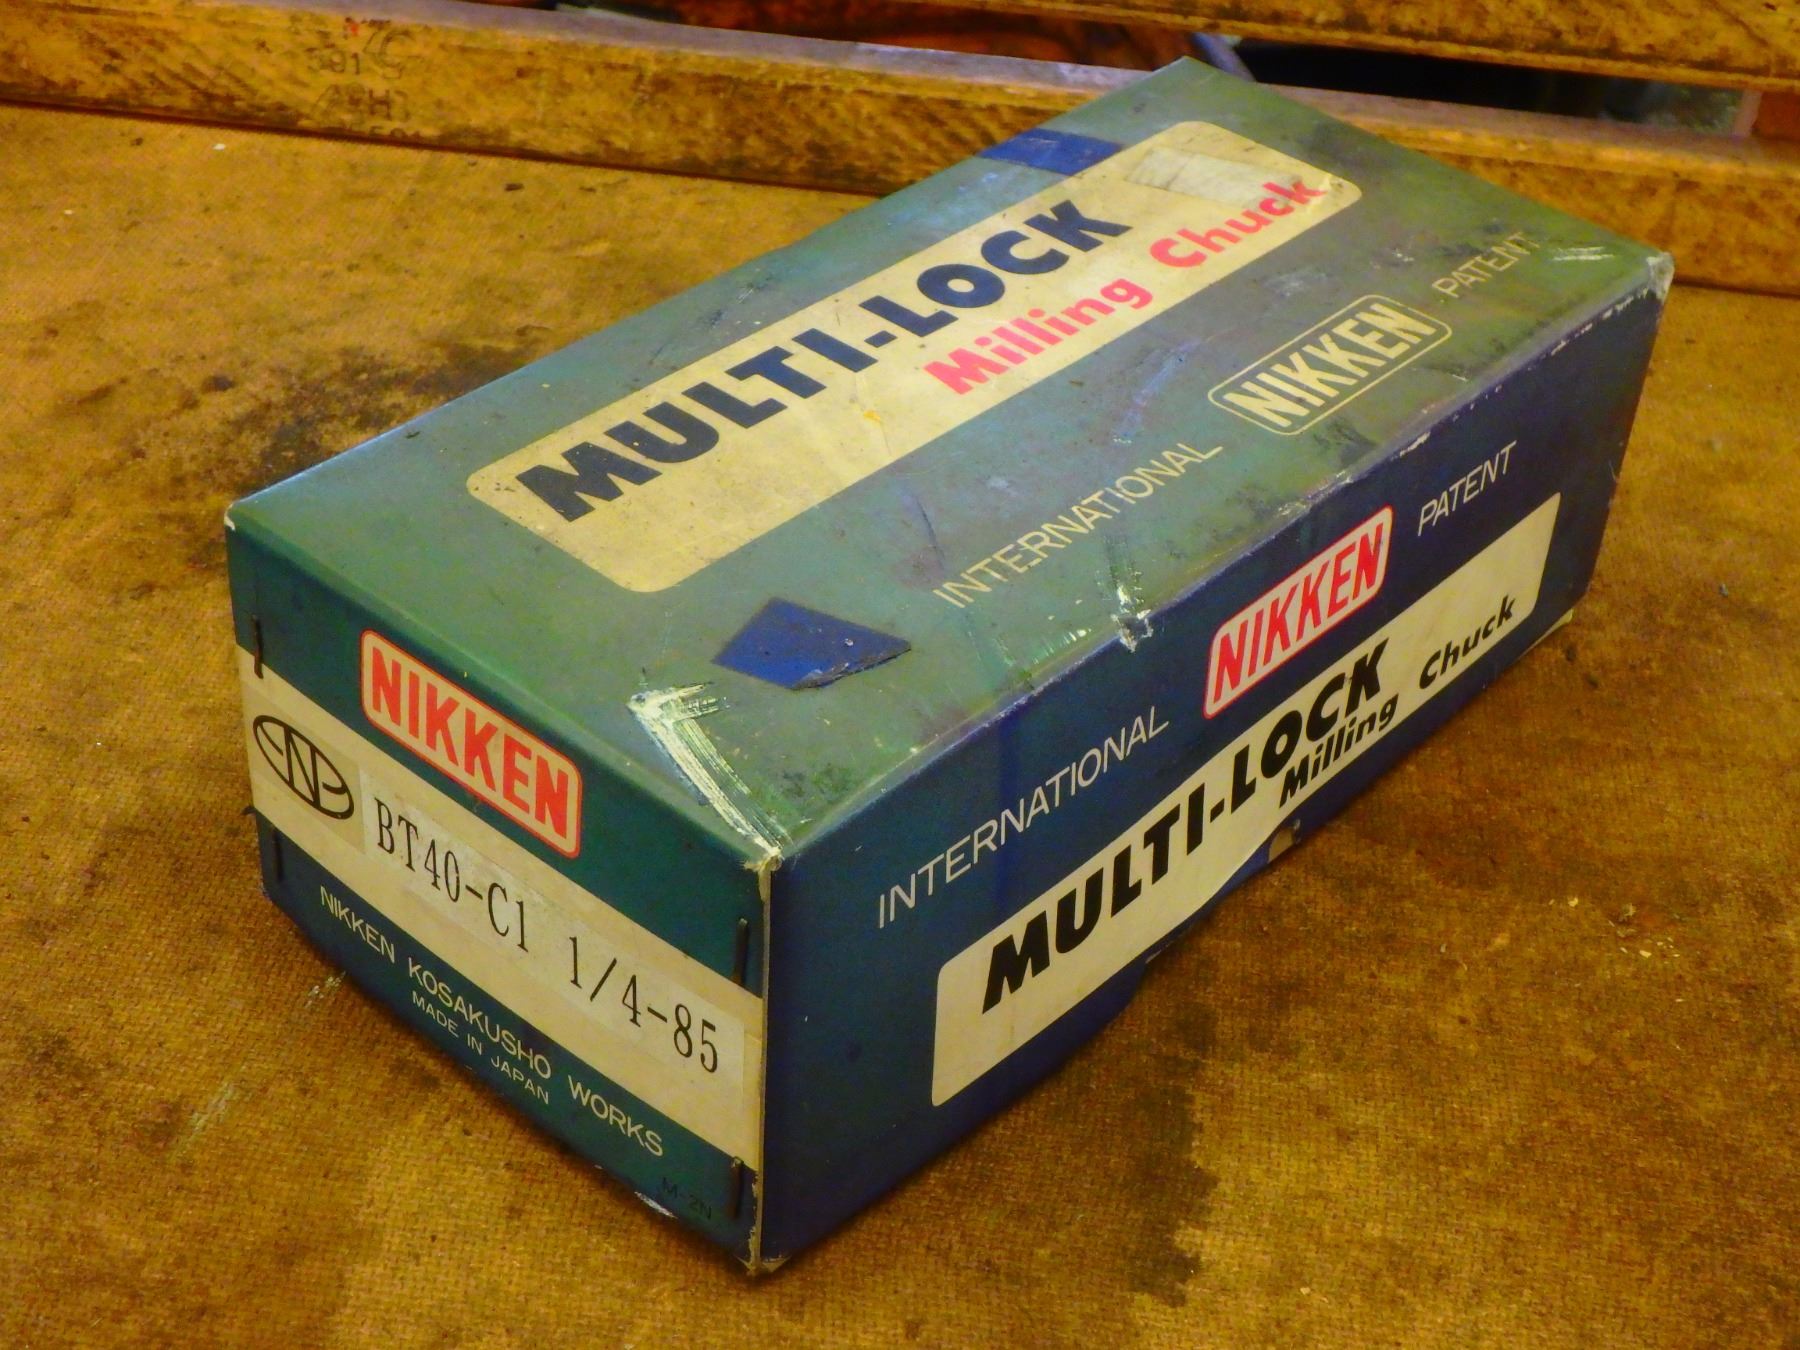 MULTI-LOCK
Milling Chuck
INTERNATIONAL NIKKEN PATENT
INTERNATIONAL NIKKEN PATENT
MULTI-LOCK
Milling Chuck
NIKKEN
BT40-C1 1/4-85
NIKKEN KOSAKUSHO WORKS
MADE IN JAPAN
M-2N